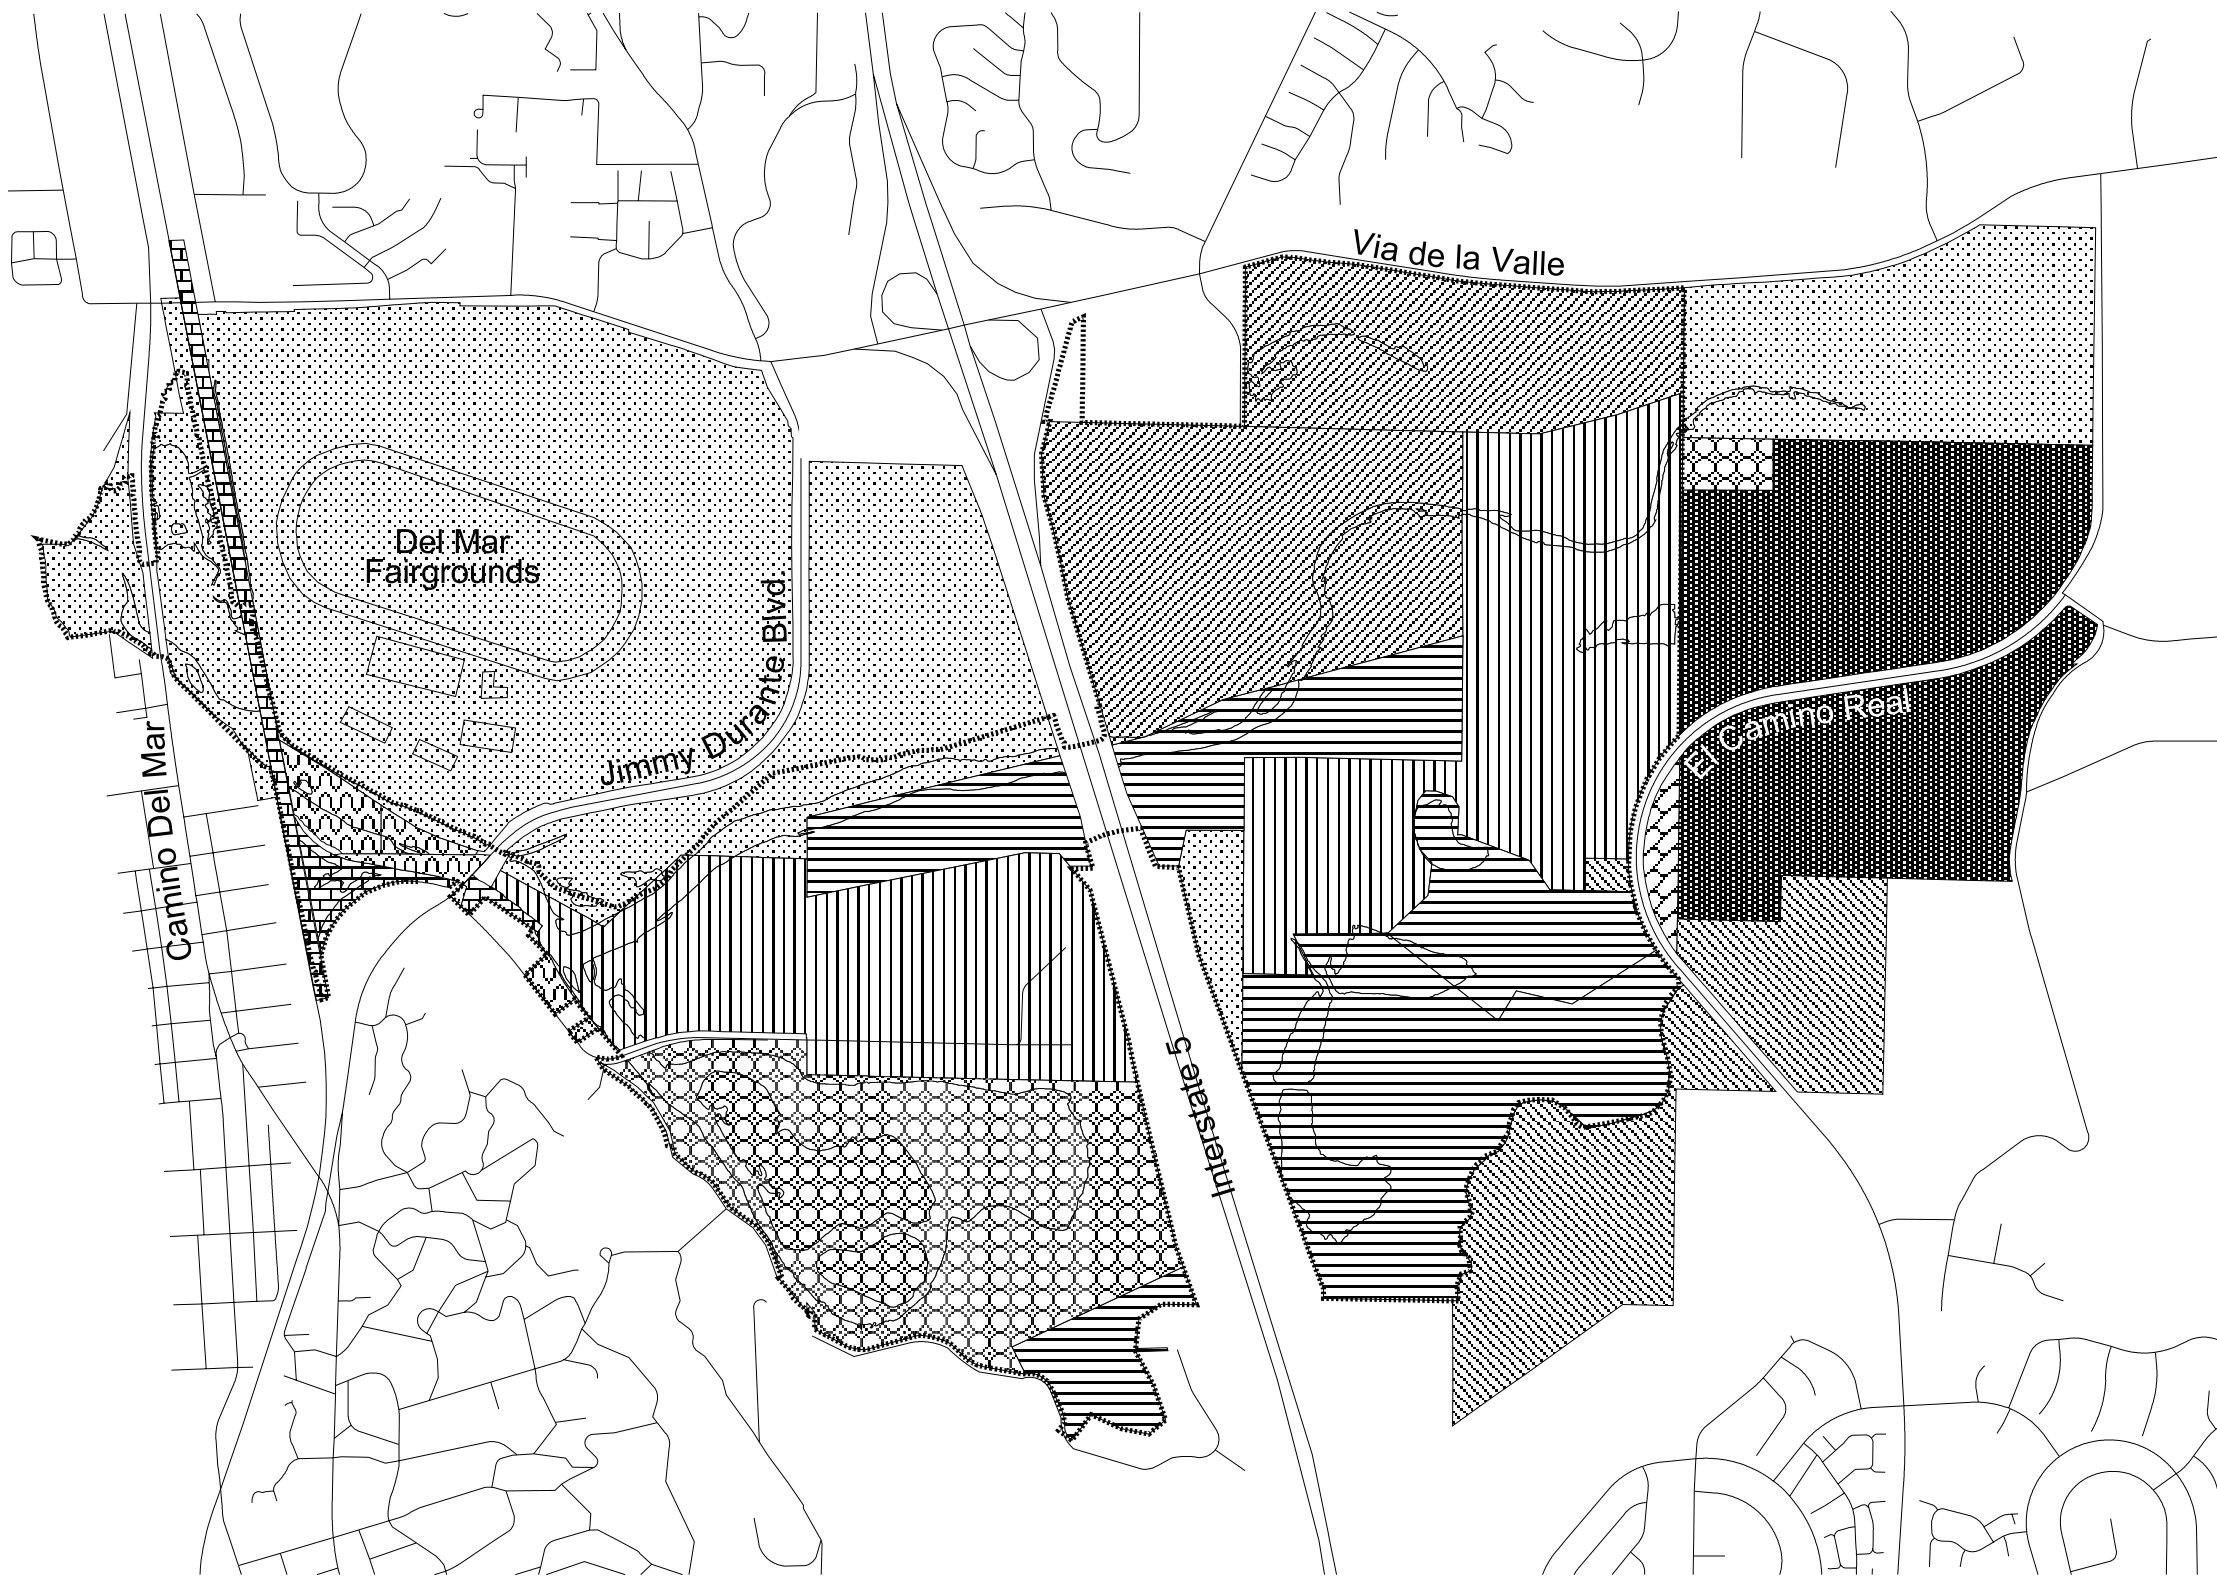 Via de la Valle
Del Mar
Fairgrounds
Jimmy Durante Blvd.
El Camino Real
Camino Del Mar
Interstate 5